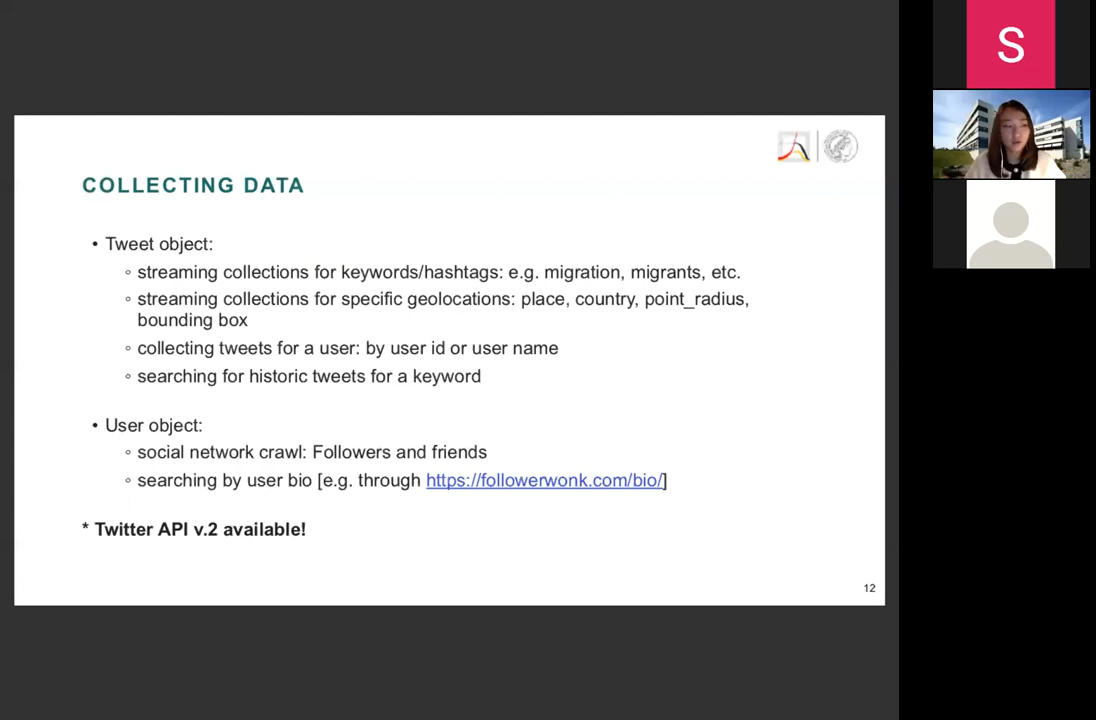 S
COLLECTING DATA
• Tweet object:
◦ streaming collections for keywords/hashtags: e.g. migration, migrants, etc.
◦ streaming collections for specific geolocations: place, country, point_radius,
bounding box
◦ collecting tweets for a user: by user id or user name
◦ searching for historic tweets for a keyword
• User object:
◦ social network crawl: Followers and friends
◦ searching by user bio [e.g. through https://followerwonk.com/bio/]
* Twitter API v.2 available!
12